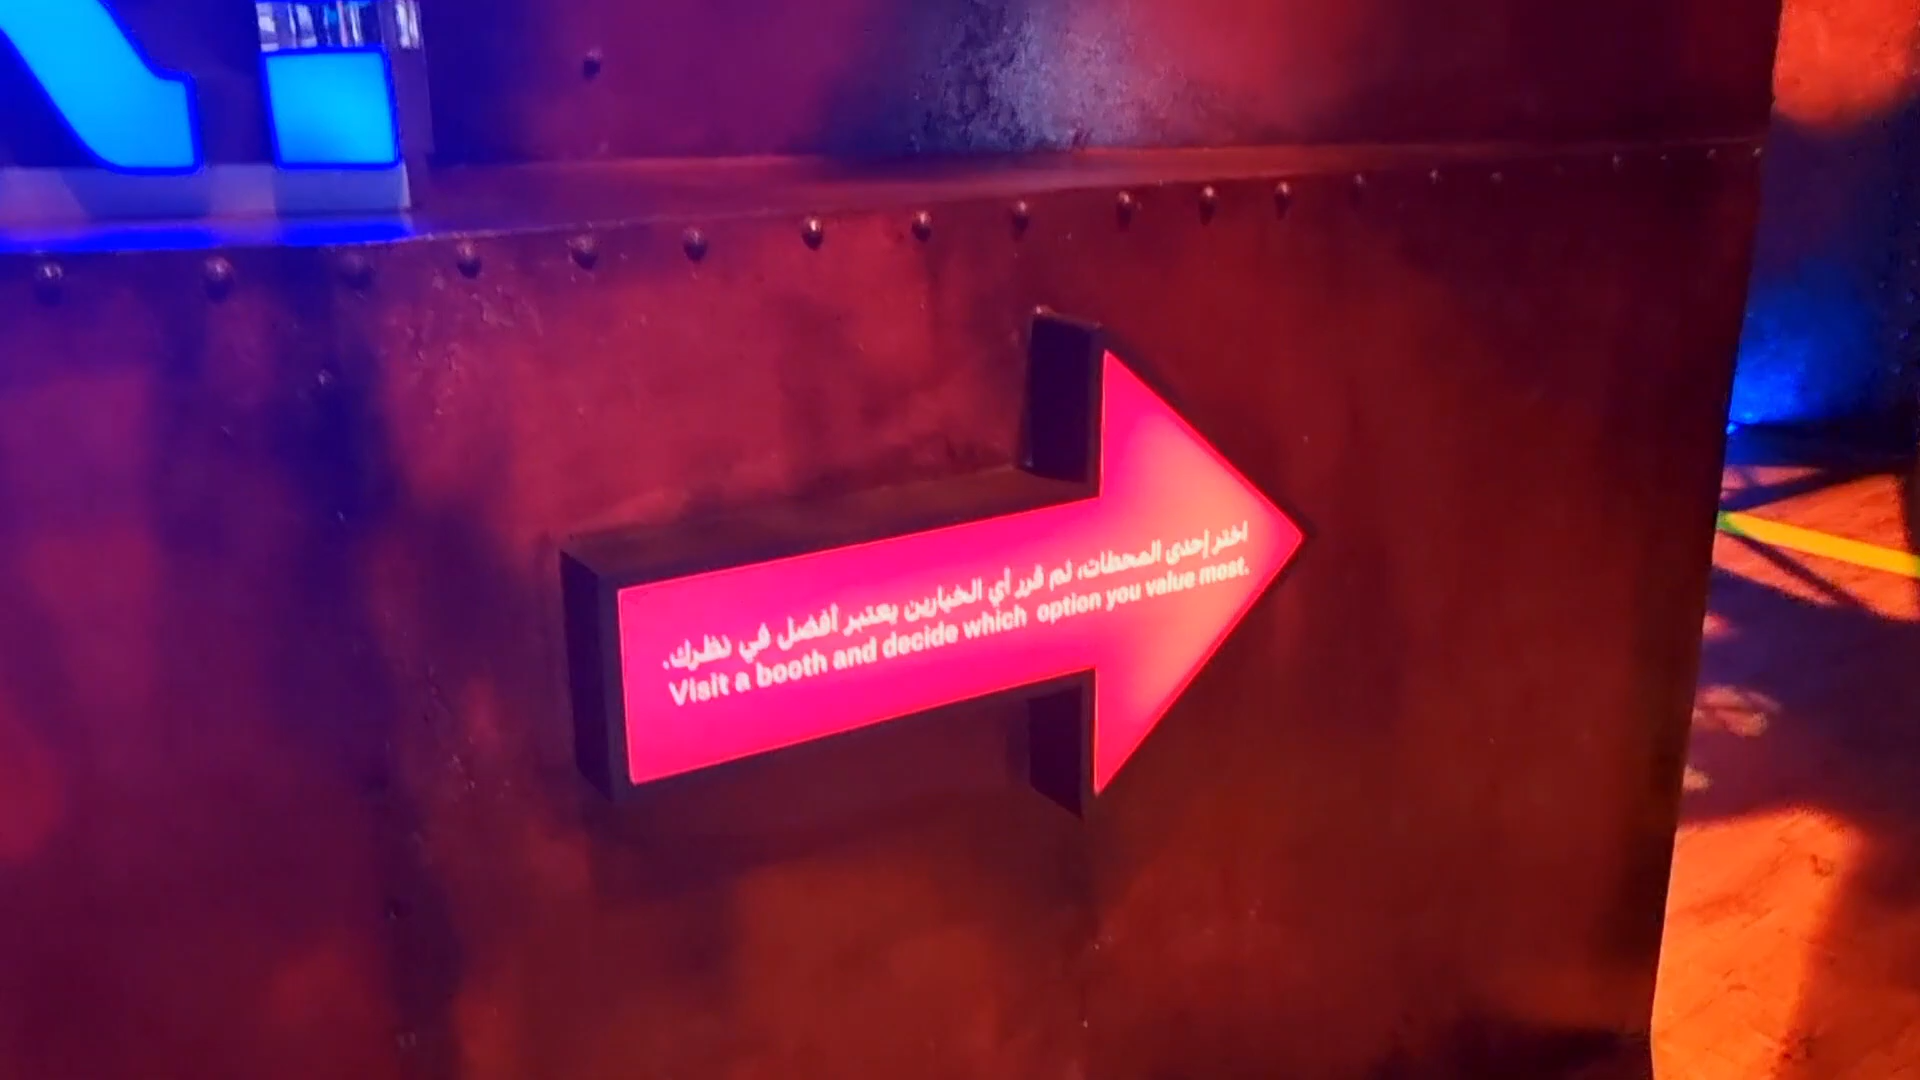 اختر إحدى المحطات، ثم قرر أي الخيارين يعتبر أفضل في نظرك.
Visit a booth and decide which option you value most.